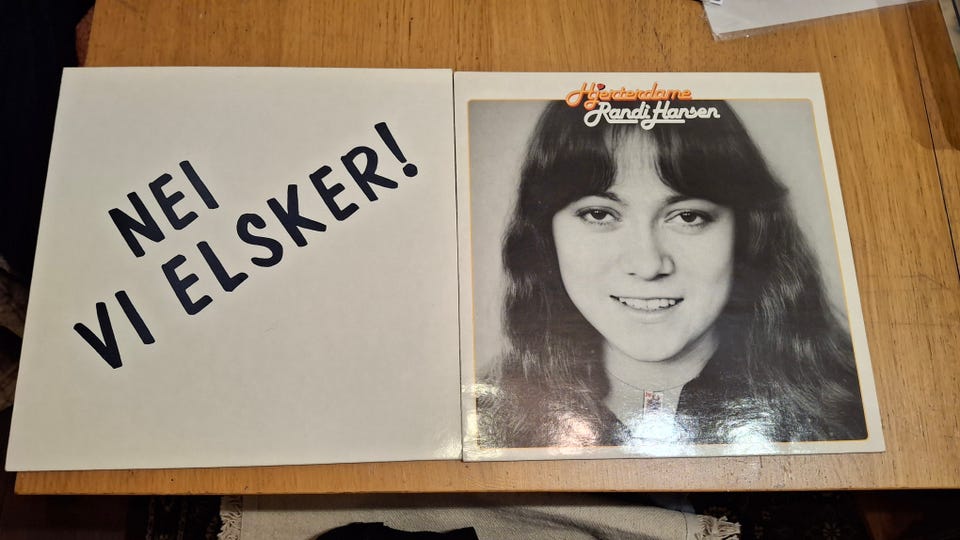 NEI
VI ELSKER!
Hjerterdame
Randi Hansen